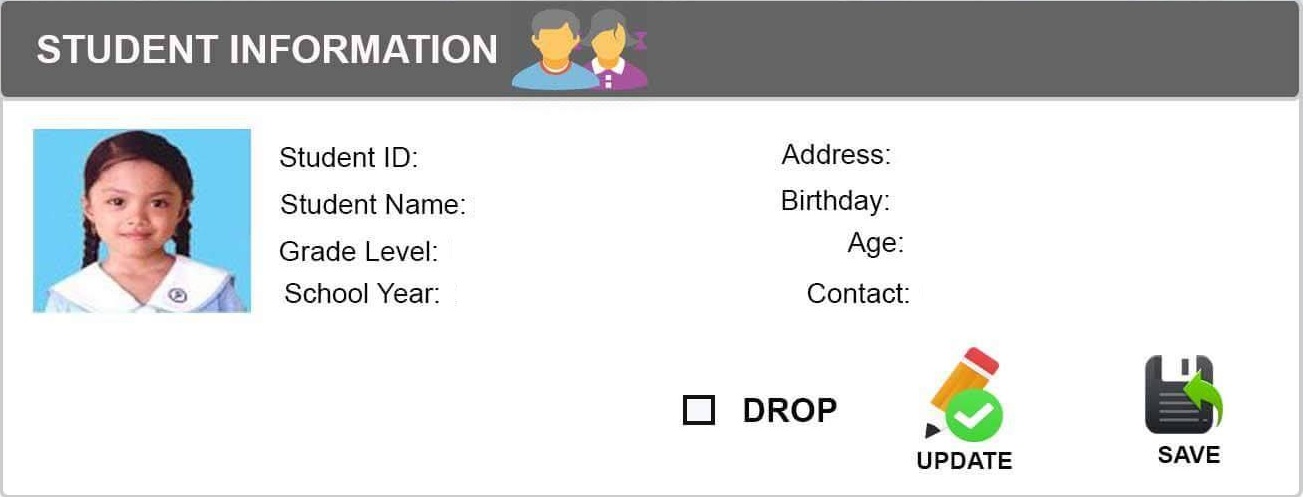 STUDENT INFORMATION
Student ID:
Student Name:
Grade Level:
School Year:
Address:
Birthday:
Age:
Contact:
DROP
UPDATE
SAVE